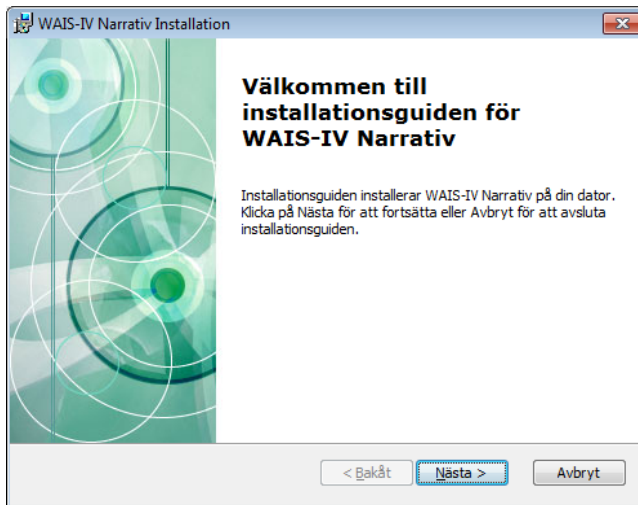 WAIS-IV Narrativ Installation
Välkommen till
installationsguiden för
WAIS-IV Narrativ
Installationsguiden installerar WAIS-IV Narrativ på din dator.
Klicka på Nästa för att fortsätta eller Avbryt för att avsluta
installationsguiden.
< Bakåt
Nästa >
Avbryt